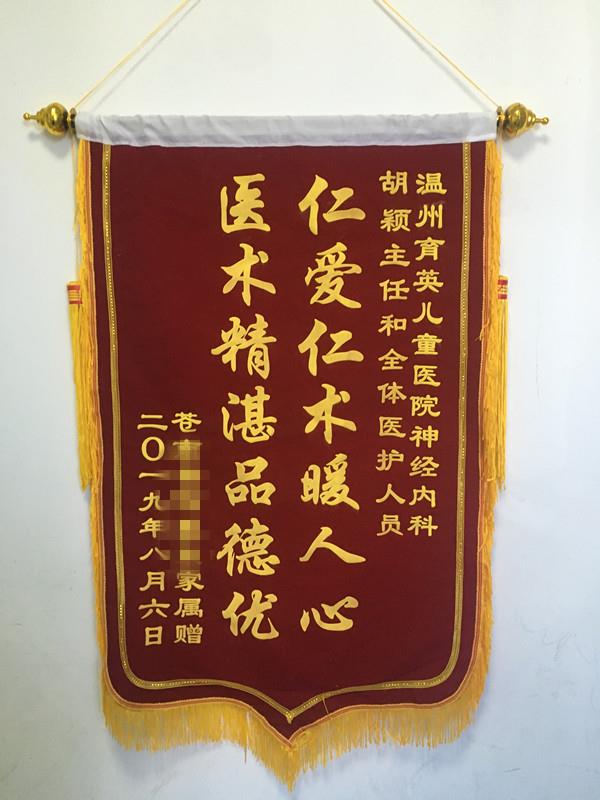 温州育英儿童医院神经内科
胡颖主任和全体医护人员
仁爱仁术暖人心
医术精湛品德优
苍 家属赠
二〇一九年八月六日